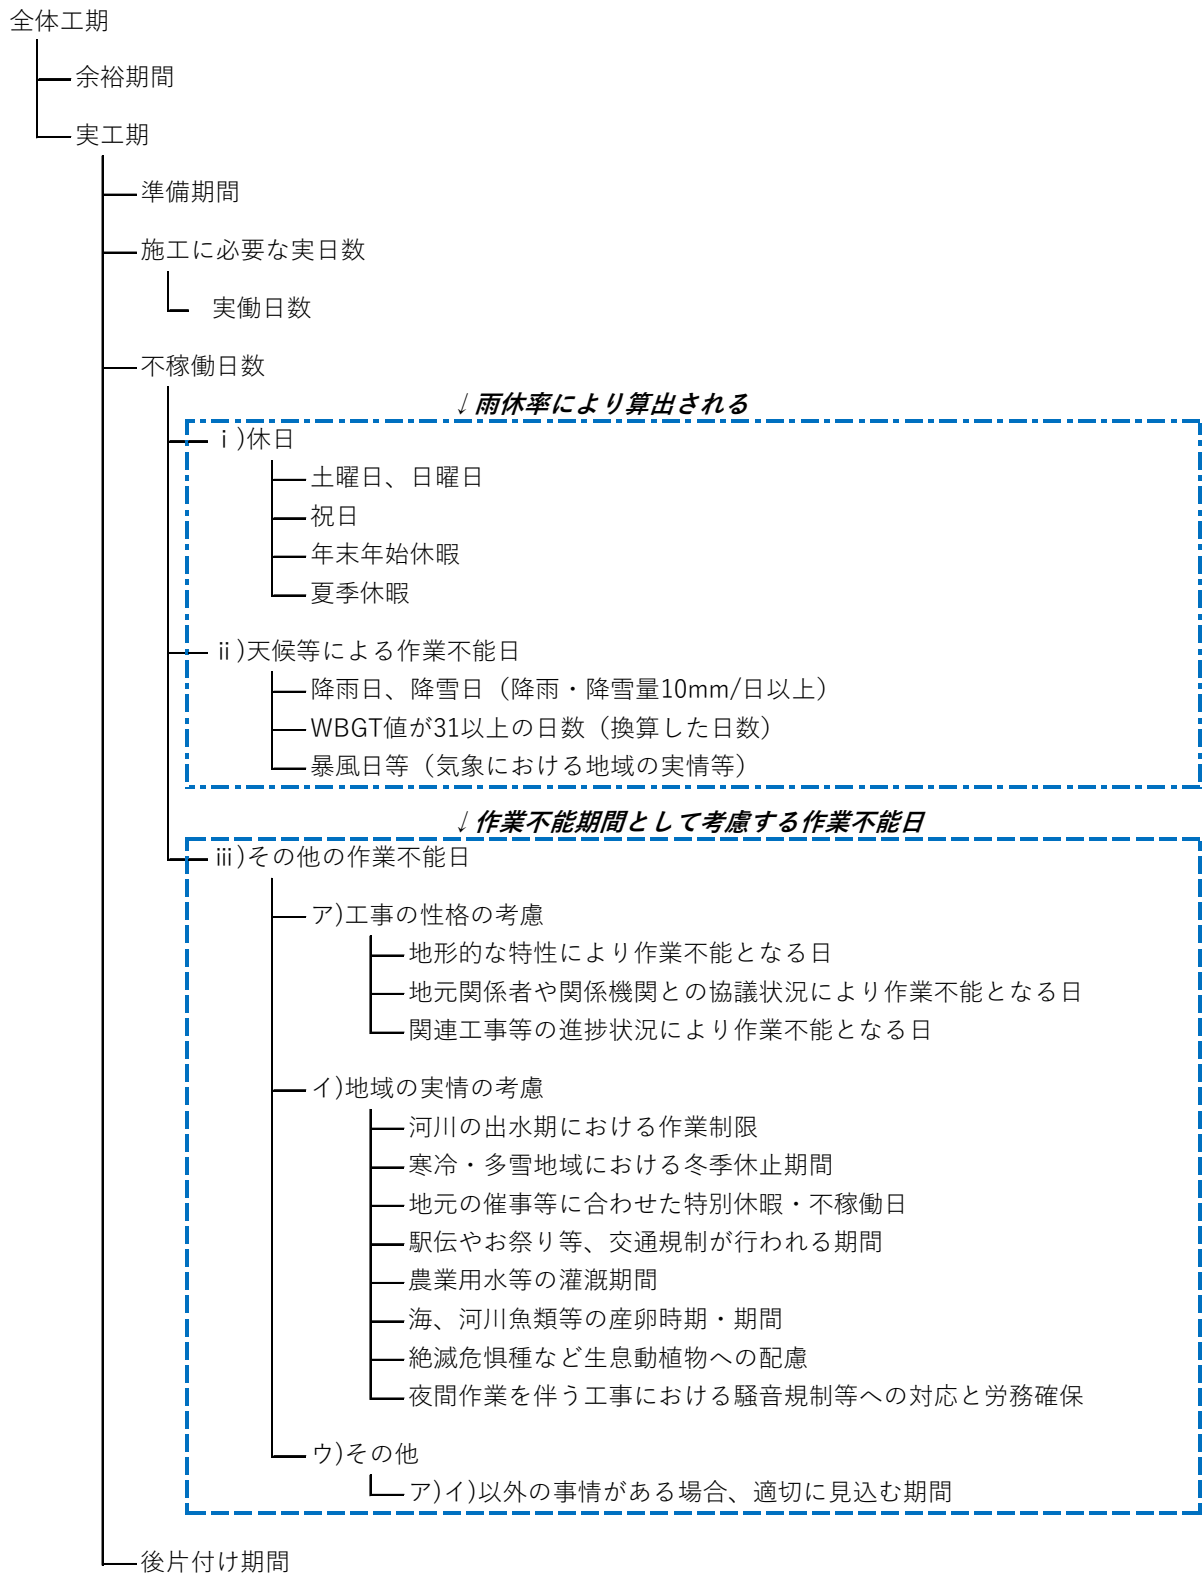 全体工期
余裕期間
実工期
準備期間
施工に必要な実日数
実働日数
不稼働日数
↓雨休率により算出される
ⅰ)休日
土曜日、日曜日
祝日
年末年始休暇
夏季休暇
ⅱ)天候等による作業不能日
降雨日、降雪日（降雨・降雪量10mm/日以上）
WBGT値が31以上の日数（換算した日数）
暴風日等（気象における地域の実情等）
↓作業不能期間として考慮する作業不能日
ⅲ)その他の作業不能日
ア)工事の性格の考慮
地形的な特性により作業不能となる日
地元関係者や関係機関との協議状況により作業不能となる日
関連工事等の進捗状況により作業不能となる日
イ)地域の実情の考慮
河川の出水期における作業制限
寒冷・多雪地域における冬季休止期間
地元の催事等に合わせた特別休暇・不稼働日
駅伝やお祭り等、交通規制が行われる期間
農業用水等の灌漑期間
海、河川魚類等の産卵時期・期間
絶滅危惧種など生息動植物への配慮
夜間作業を伴う工事における騒音規制等への対応と労務確保
ウ)その他
ア)イ)以外の事情がある場合、適切に見込む期間
後片付け期間